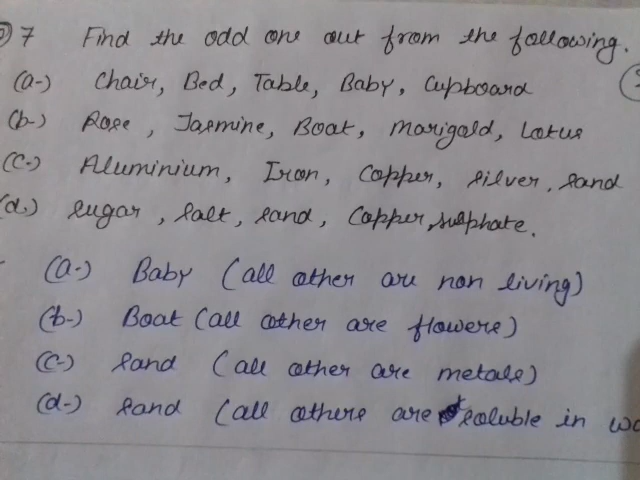 7 Find the odd one out from the following.
(a-) Chair, Bed, Table, Baby, Cupboard
(b-) Rose, Jasmine, Boat, Marigold, Lotus
(c-) Aluminium, Iron, Copper, silver, sand
(d.) sugar, salt, sand, Copper, sulphate.
(a-) Baby (all other are non living)
(b-) Boat (all other are flowers)
(c-) sand (all other are metals)
(d-) sand (all others are soluble in